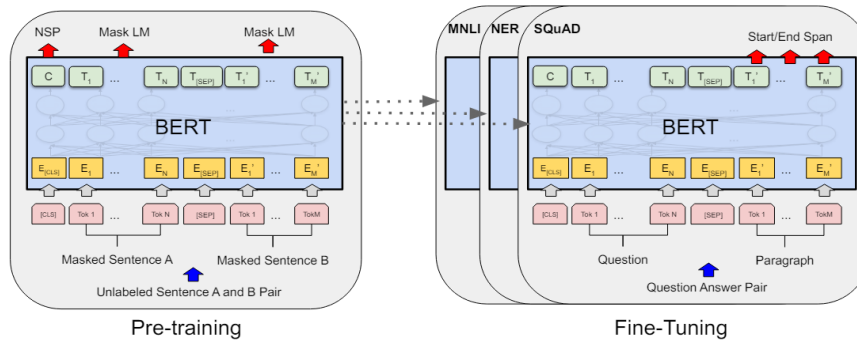 NSP Mask LM Mask LM
C T1 ... TN T[SEP] T1' ... TM'
BERT
E[CLS] E1 ... EN E[SEP] E1' ... EM'
[CLS] Tok 1 ... Tok N [SEP] Tok 1 ... TokM
Masked Sentence A Masked Sentence B
Unlabeled Sentence A and B Pair
Pre-training
MNLI NER SQuAD
Start/End Span
C T1 ... TN T[SEP] T1' ... TM'
BERT
E[CLS] E1 ... EN E[SEP] E1' ... EM'
[CLS] Tok 1 ... Tok N [SEP] Tok 1 ... TokM
Question Paragraph
Question Answer Pair
Fine-Tuning